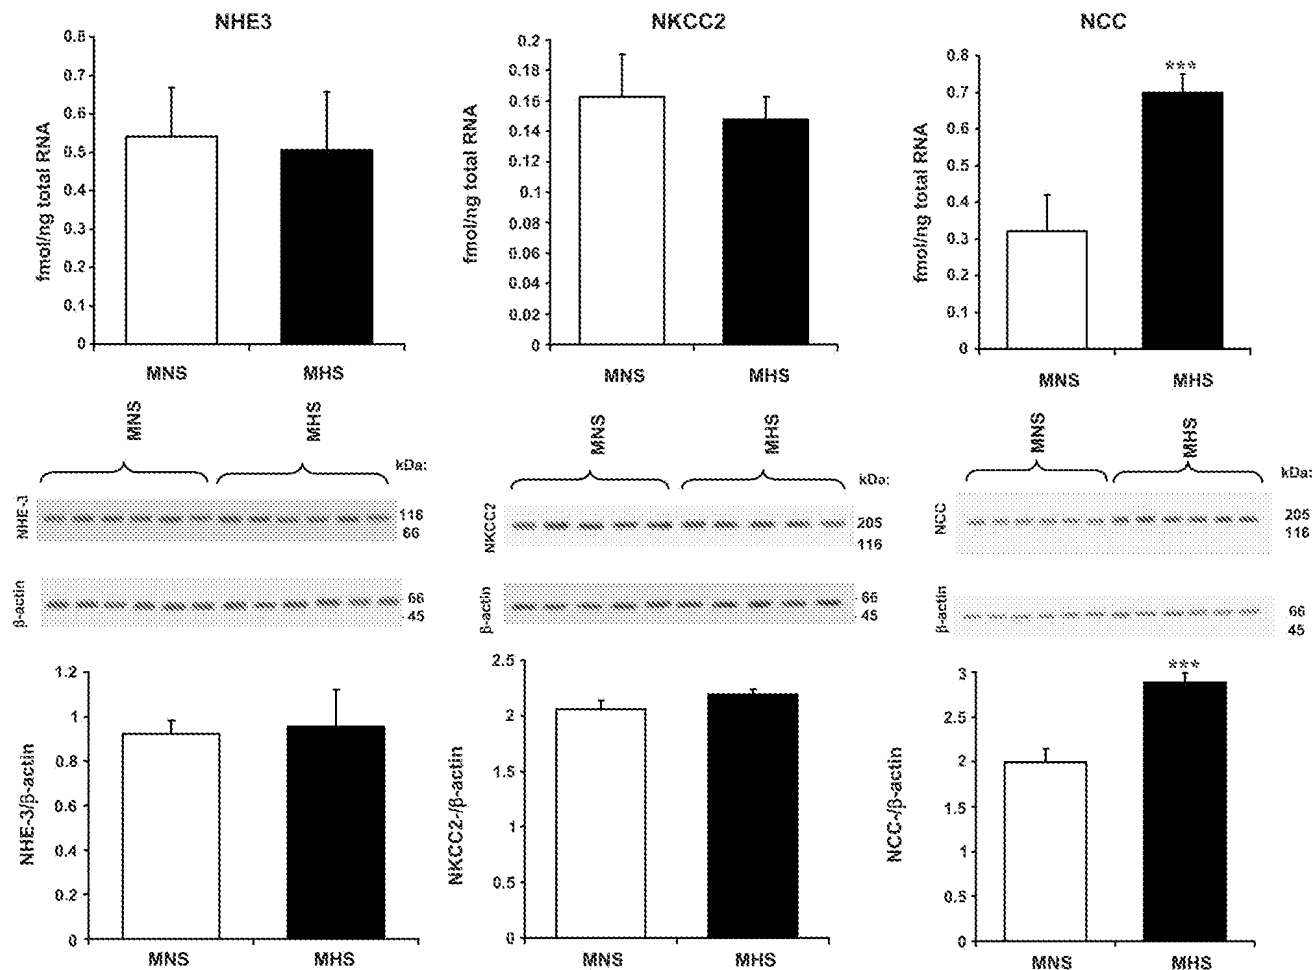 NHE3
0.8
0.7
0.6
0.5
0.4
0.3
0.2
0.1
0
fmol/ng total RNA
MNS
MHS
NKCC2
0.2
0.18
0.16
0.14
0.12
0.1
0.08
0.06
0.04
0.02
0
fmol/ng total RNA
MNS
MHS
NCC
0.8
0.7
0.6
0.5
0.4
0.3
0.2
0.1
0
fmol/ng total RNA
***
MNS
MHS
MNS
MHS
kDa:
NHE-3
116
66
β-actin
66
45
MNS
MHS
kDa:
NKCC2
205
116
β-actin
66
45
MNS
MHS
kDa:
NCC
205
116
β-actin
66
45
1.2
1
0.8
0.6
0.4
0.2
0
NHE-3/β-actin
MNS
MHS
2.5
2
1.5
1
0.5
0
NKCC2-/β-actin
MNS
MHS
3
2.5
2
1.5
1
0.5
0
NCC-/β-actin
***
MNS
MHS